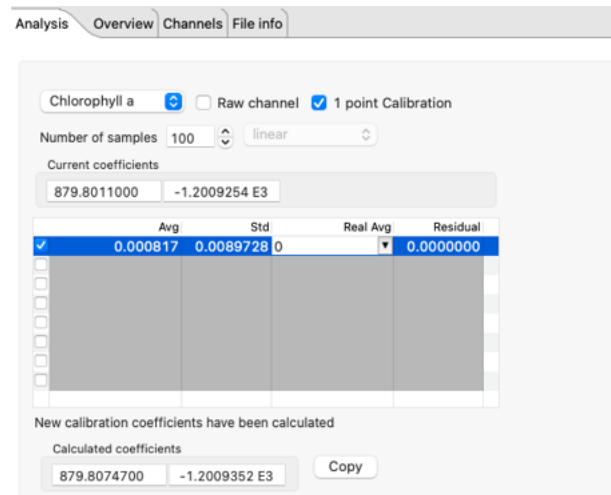 Analysis Overview Channels File info
Chlorophyll a Raw channel 1 point Calibration
Number of samples 100 linear
Current coefficients
879.8011000 -1.2009254 E3
Avg Std Real Avg Residual
0.000817 0.0089728 0 0.0000000
New calibration coefficients have been calculated
Calculated coefficients
879.8074700 -1.2009352 E3 Copy